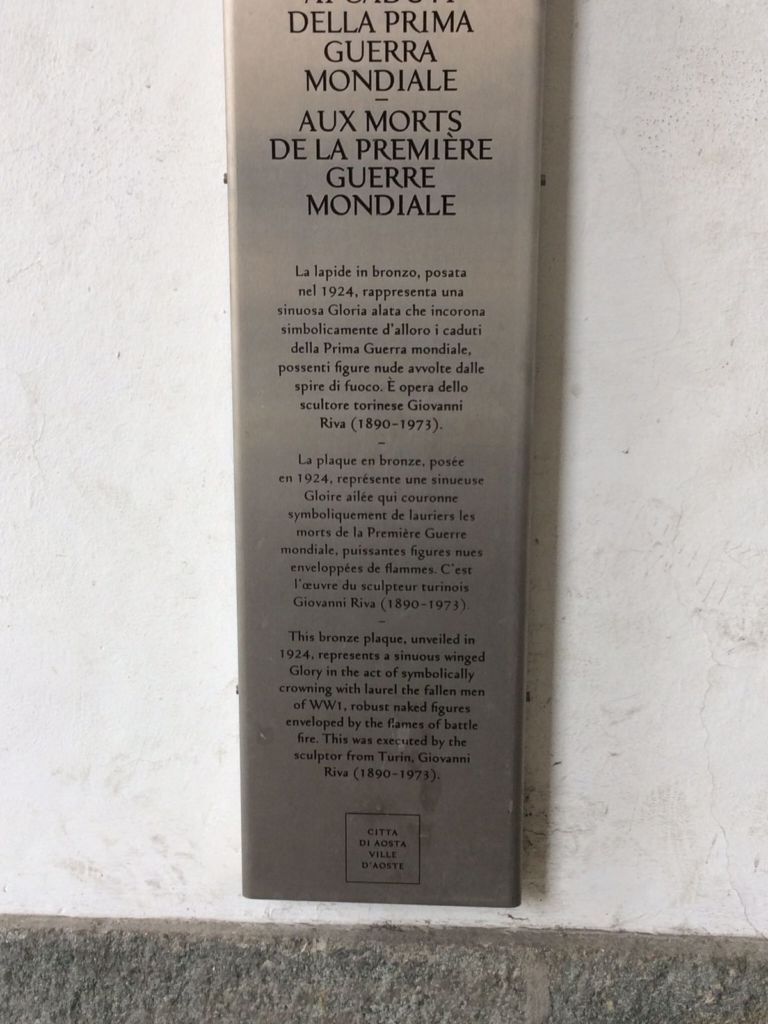 AI CADUTI
DELLA PRIMA
GUERRA
MONDIALE
–
AUX MORTS
DE LA PREMIÈRE
GUERRE
MONDIALE
La lapide in bronzo, posata
nel 1924, rappresenta una
sinuosa Gloria alata che incorona
simbolicamente d'alloro i caduti
della Prima Guerra mondiale,
possenti figure nude avvolte dalle
spire di fuoco. È opera dello
scultore torinese Giovanni
Riva (1890-1973).
–
La plaque en bronze, posée
en 1924, représente une sinueuse
Gloire ailée qui couronne
symboliquement de lauriers les
morts de la Première Guerre
mondiale, puissantes figures nues
enveloppées de flammes. C'est
l'œuvre du sculpteur turinois
Giovanni Riva (1890-1973).
–
This bronze plaque, unveiled in
1924, represents a sinuous winged
Glory in the act of symbolically
crowning with laurel the fallen men
of WW1, robust naked figures
enveloped by the flames of battle
fire. This was executed by the
sculptor from Turin, Giovanni
Riva (1890-1973).
CITTÀ
DI AOSTA
VILLE
D'AOSTE